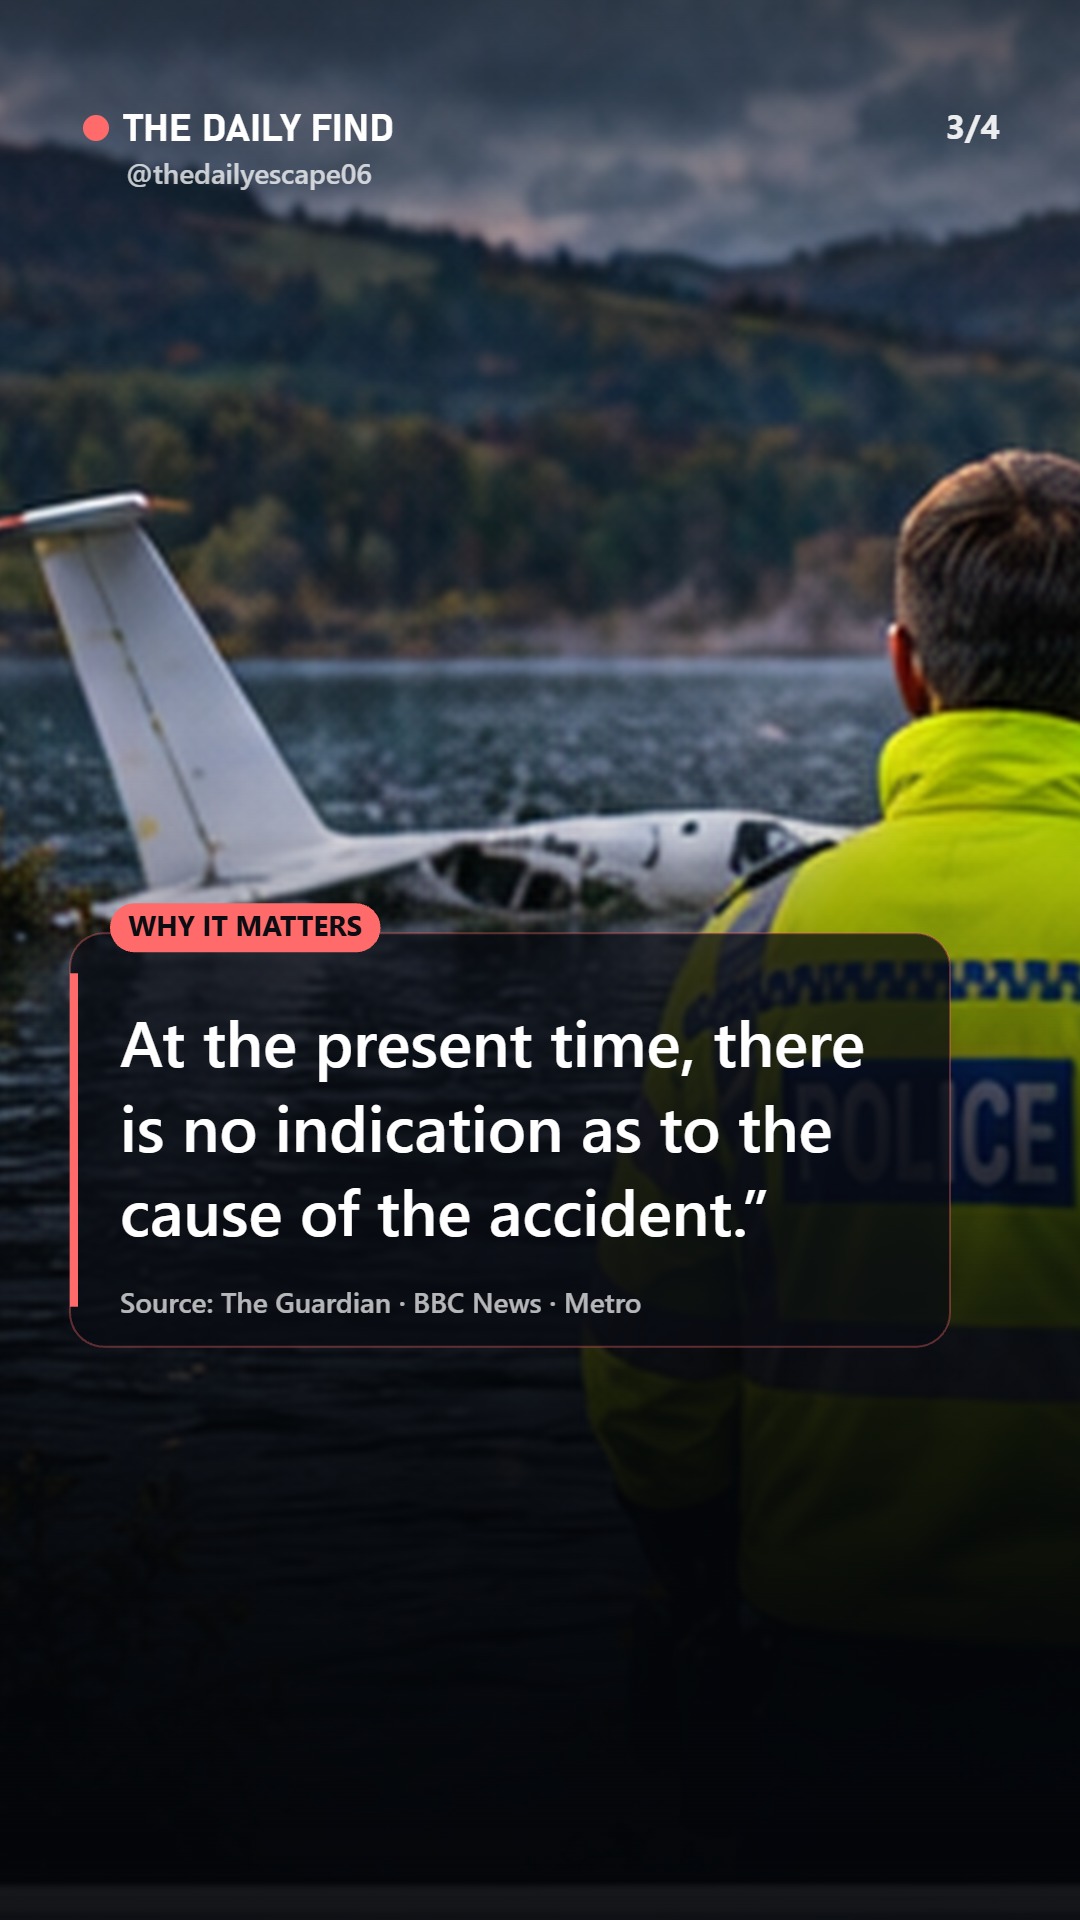 THE DAILY FIND
3/4
@thedailyescape06
WHY IT MATTERS
At the present time, there
is no indication as to the
cause of the accident.”
Source: The Guardian · BBC News · Metro
POLICE